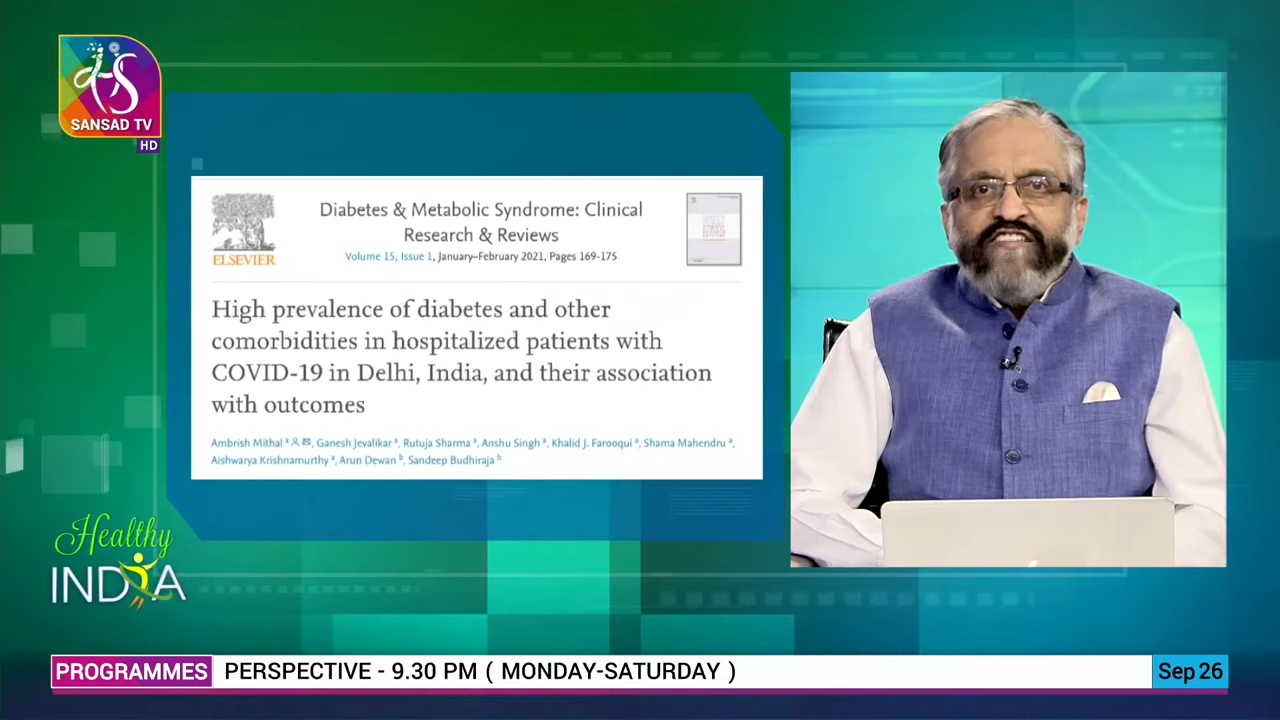 SANSAD TV
HD
ELSEVIER
Diabetes & Metabolic Syndrome: Clinical
Research & Reviews
Volume 15, Issue 1, January–February 2021, Pages 169-175
High prevalence of diabetes and other
comorbidities in hospitalized patients with
COVID-19 in Delhi, India, and their association
with outcomes
Ambrish Mithal a, Ganesh Jevalikar a, Rutuja Sharma a, Anshu Singh a, Khalid J. Farooqui a, Shama Mahendru a,
Aishwarya Krishnamurthy a, Arun Dewan b, Sandeep Budhiraja b
Healthy
INDIA
PROGRAMMES PERSPECTIVE - 9.30 PM ( MONDAY-SATURDAY ) Sep 26